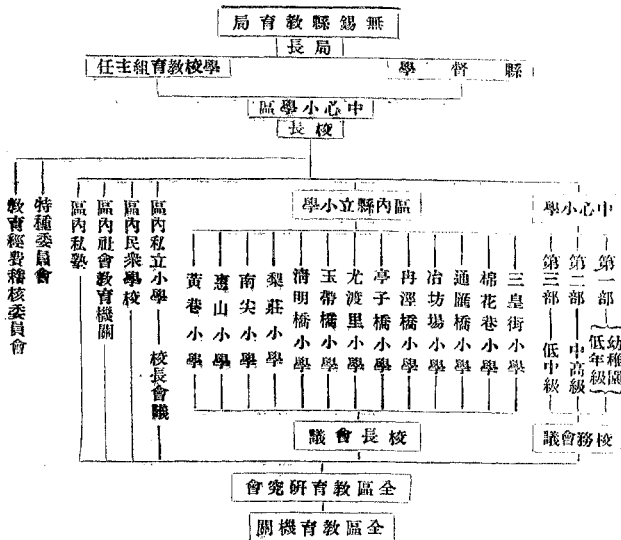 無錫縣教育局
局長
縣督學
學校教育組主任
中心小學區
校長
中心小學
第一部
幼稚園
低年級
第二部
中高級
第三部
低中級
校務會議
區內縣立小學
三皇街小學
棉花巷小學
通匯橋小學
冶坊場小學
冉涇橋小學
亭子橋小學
尤渡里小學
玉帶橋小學
清明橋小學
梨莊小學
南尖小學
惠山小學
黃巷小學
校長會議
區內私立小學
校長會議
區內民眾學校
區內社會教育機關
區內私塾
特種委員會
教育經費稽核委員會
全區教育研究會
全區教育機關